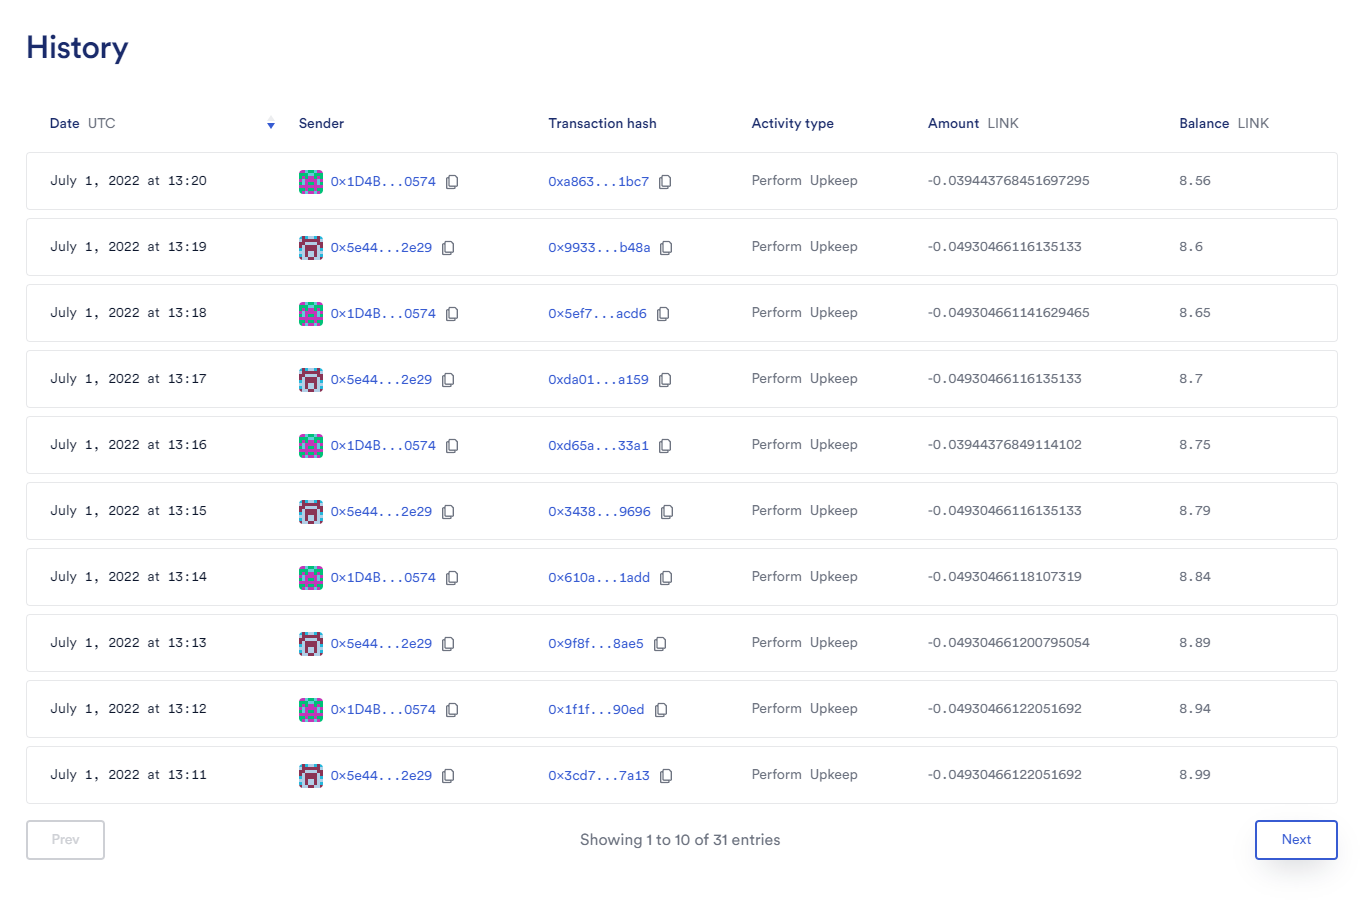 History
Date UTC Sender Transaction hash Activity type Amount LINK Balance LINK
July 1, 2022 at 13:20 0x1D4B...0574 0xa863...1bc7 Perform Upkeep -0.039443768451697295 8.56
July 1, 2022 at 13:19 0x5e44...2e29 0x9933...b48a Perform Upkeep -0.04930466116135133 8.6
July 1, 2022 at 13:18 0x1D4B...0574 0x5ef7...acd6 Perform Upkeep -0.049304661141629465 8.65
July 1, 2022 at 13:17 0x5e44...2e29 0xda01...a159 Perform Upkeep -0.04930466116135133 8.7
July 1, 2022 at 13:16 0x1D4B...0574 0xd65a...33a1 Perform Upkeep -0.03944376849114102 8.75
July 1, 2022 at 13:15 0x5e44...2e29 0x3438...9696 Perform Upkeep -0.04930466116135133 8.79
July 1, 2022 at 13:14 0x1D4B...0574 0x610a...1add Perform Upkeep -0.04930466118107319 8.84
July 1, 2022 at 13:13 0x5e44...2e29 0x9f8f...8ae5 Perform Upkeep -0.049304661200795054 8.89
July 1, 2022 at 13:12 0x1D4B...0574 0x1f1f...90ed Perform Upkeep -0.04930466122051692 8.94
July 1, 2022 at 13:11 0x5e44...2e29 0x3cd7...7a13 Perform Upkeep -0.04930466122051692 8.99
Prev Showing 1 to 10 of 31 entries Next